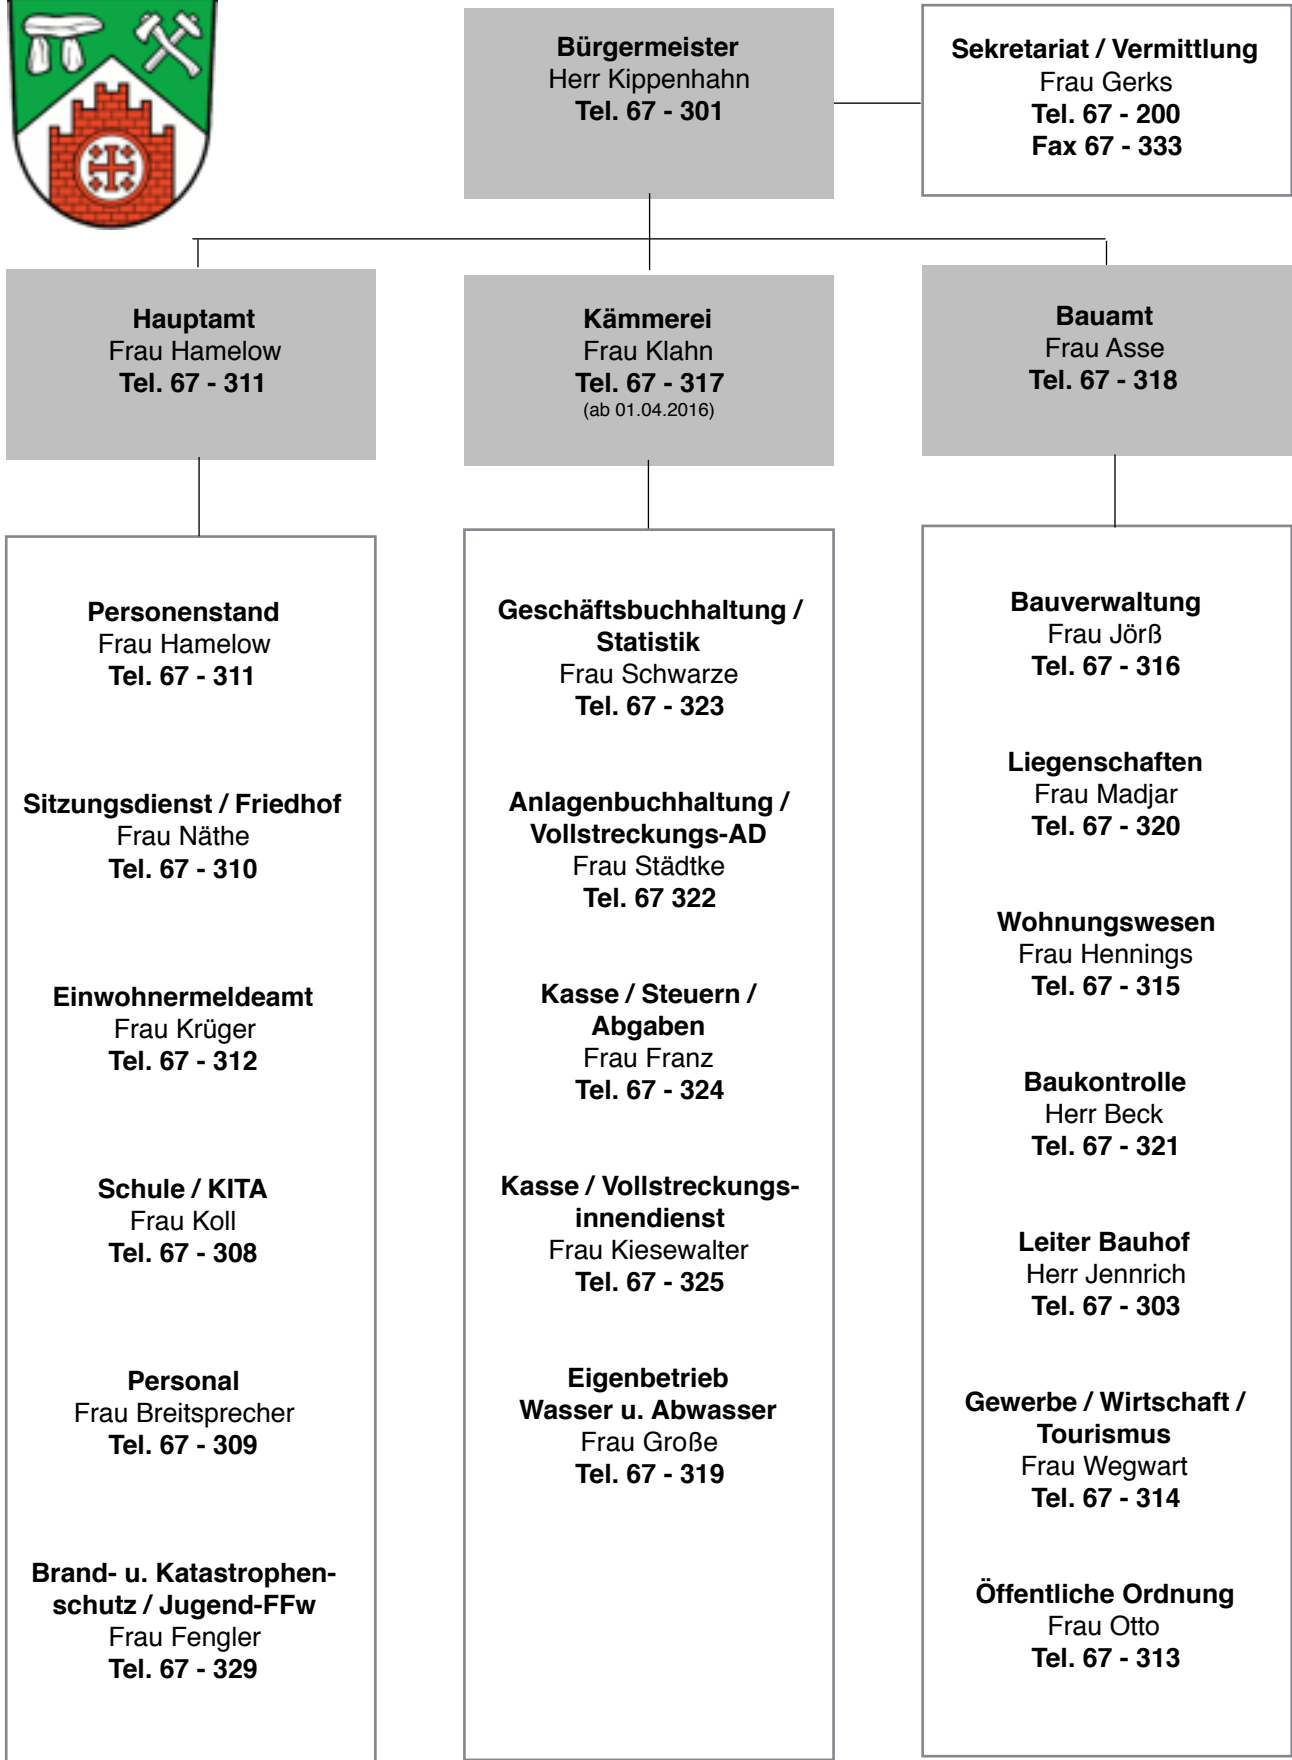 Bürgermeister
Herr Kippenhahn
Tel. 67 - 301
Sekretariat / Vermittlung
Frau Gerks
Tel. 67 - 200
Fax 67 - 333
Hauptamt
Frau Hamelow
Tel. 67 - 311
Kämmerei
Frau Klahn
Tel. 67 - 317
(ab 01.04.2016)
Bauamt
Frau Asse
Tel. 67 - 318
Personenstand
Frau Hamelow
Tel. 67 - 311
Sitzungsdienst / Friedhof
Frau Näthe
Tel. 67 - 310
Einwohnermeldeamt
Frau Krüger
Tel. 67 - 312
Schule / KITA
Frau Koll
Tel. 67 - 308
Personal
Frau Breitsprecher
Tel. 67 - 309
Brand- u. Katastrophen-
schutz / Jugend-FFw
Frau Fengler
Tel. 67 - 329
Geschäftsbuchhaltung /
Statistik
Frau Schwarze
Tel. 67 - 323
Anlagenbuchhaltung /
Vollstreckungs-AD
Frau Städtke
Tel. 67 322
Kasse / Steuern /
Abgaben
Frau Franz
Tel. 67 - 324
Kasse / Vollstreckungs-
innendienst
Frau Kiesewalter
Tel. 67 - 325
Eigenbetrieb
Wasser u. Abwasser
Frau Große
Tel. 67 - 319
Bauverwaltung
Frau Jörß
Tel. 67 - 316
Liegenschaften
Frau Madjar
Tel. 67 - 320
Wohnungswesen
Frau Hennings
Tel. 67 - 315
Baukontrolle
Herr Beck
Tel. 67 - 321
Leiter Bauhof
Herr Jennrich
Tel. 67 - 303
Gewerbe / Wirtschaft /
Tourismus
Frau Wegwart
Tel. 67 - 314
Öffentliche Ordnung
Frau Otto
Tel. 67 - 313